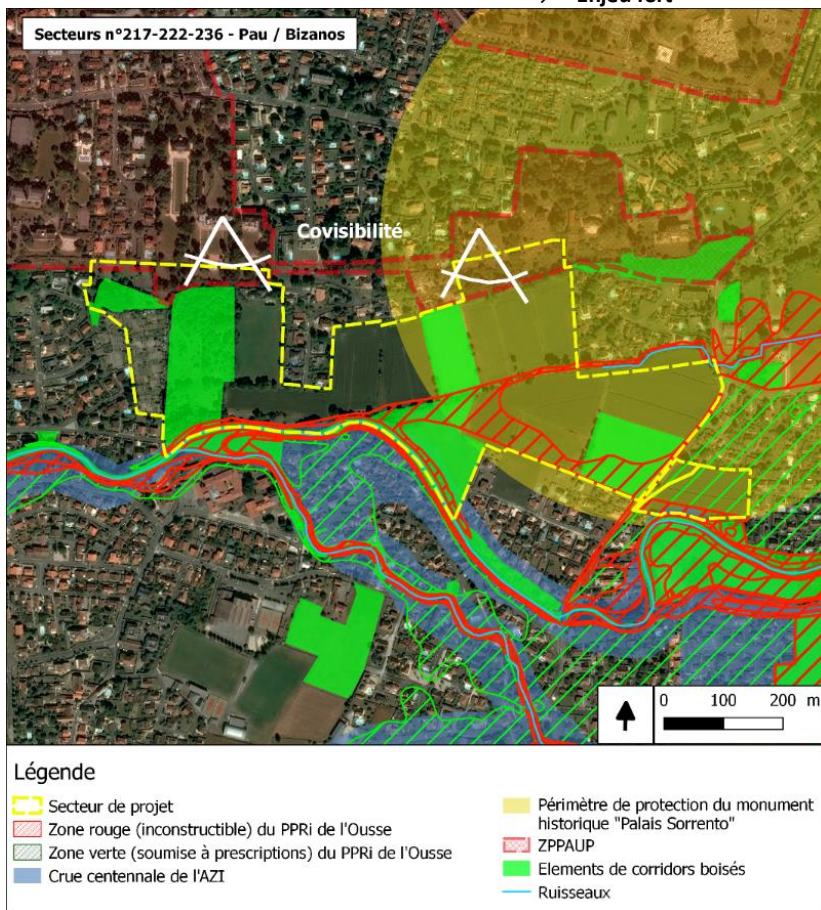 Enjeu fort
Secteurs n°217-222-236 - Pau / Bizanos
Covisibilité
0 100 200 m
Légende
Secteur de projet
Zone rouge (inconstructible) du PPRi de l'Ousse
Zone verte (soumise à prescriptions) du PPRi de l'Ousse
Crue centennale de l'AZI
Périmètre de protection du monument
historique "Palais Sorrento"
ZPPAUP
Elements de corridors boisés
Ruisseaux